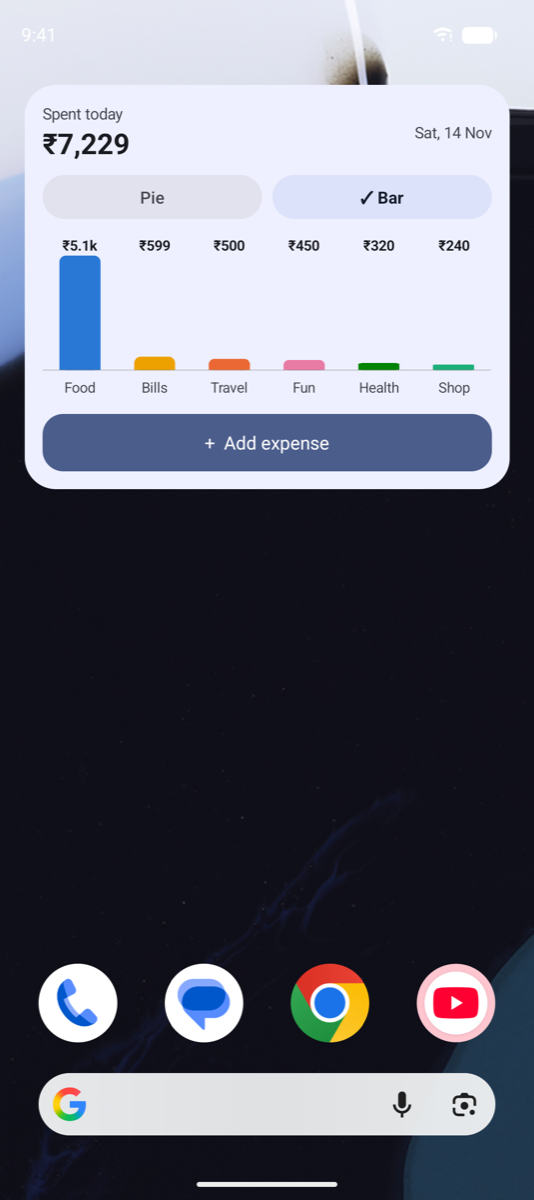 9:41
Spent today
₹7,229
Sat, 14 Nov
Pie
✓ Bar
₹5.1k ₹599 ₹500 ₹450 ₹320 ₹240
Food Bills Travel Fun Health Shop
+ Add expense